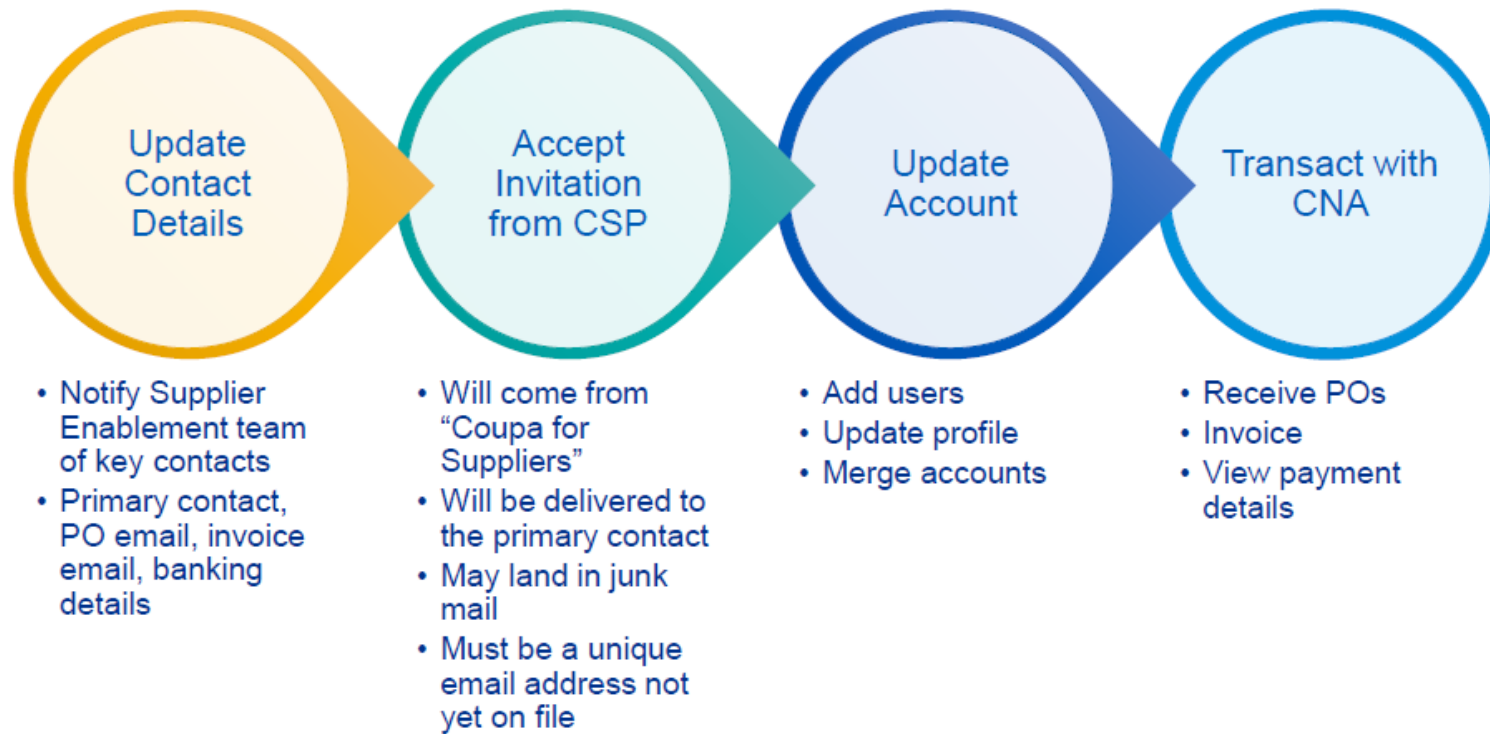 Update
Contact
Details
Accept
Invitation
from CSP
Update
Account
Transact with
CNA
• Notify Supplier
Enablement team
of key contacts
• Primary contact,
PO email, invoice
email, banking
details
• Will come from
“Coupa for
Suppliers”
• Will be delivered to
the primary contact
• May land in junk
mail
• Must be a unique
email address not
yet on file
• Add users
• Update profile
• Merge accounts
• Receive POs
• Invoice
• View payment
details